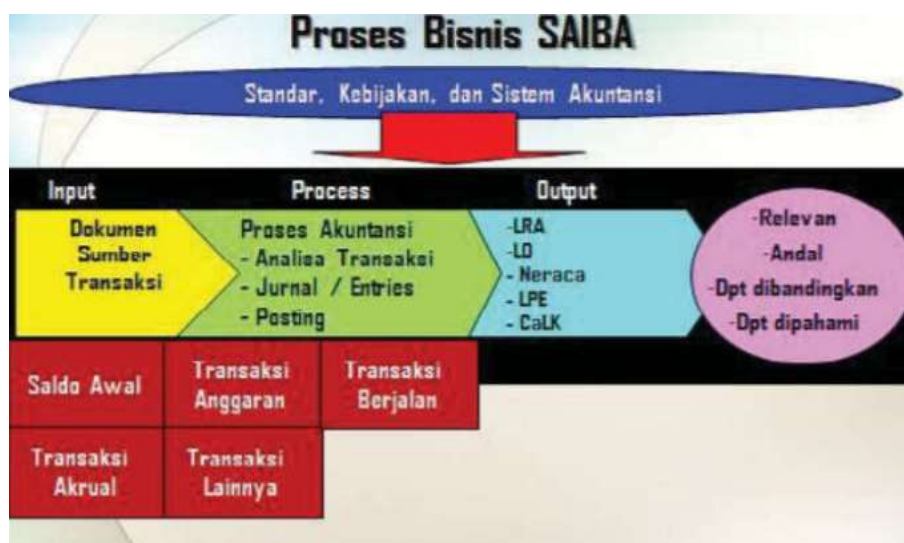 Proses Bisnis SAIBA
Standar, Kebijakan, dan Sistem Akuntansi
Input
Process
Output
Dokumen
Sumber
Transaksi
Proses Akuntansi
- Analisa Transaksi
- Jurnal / Entries
- Posting
-LRA
-LO
- Neraca
- LPE
- CaLK
-Relevan
-Andal
-Dpt dibandingkan
-Dpt dipahami
Saldo Awal
Transaksi
Anggaran
Transaksi
Berjalan
Transaksi
Akrual
Transaksi
Lainnya